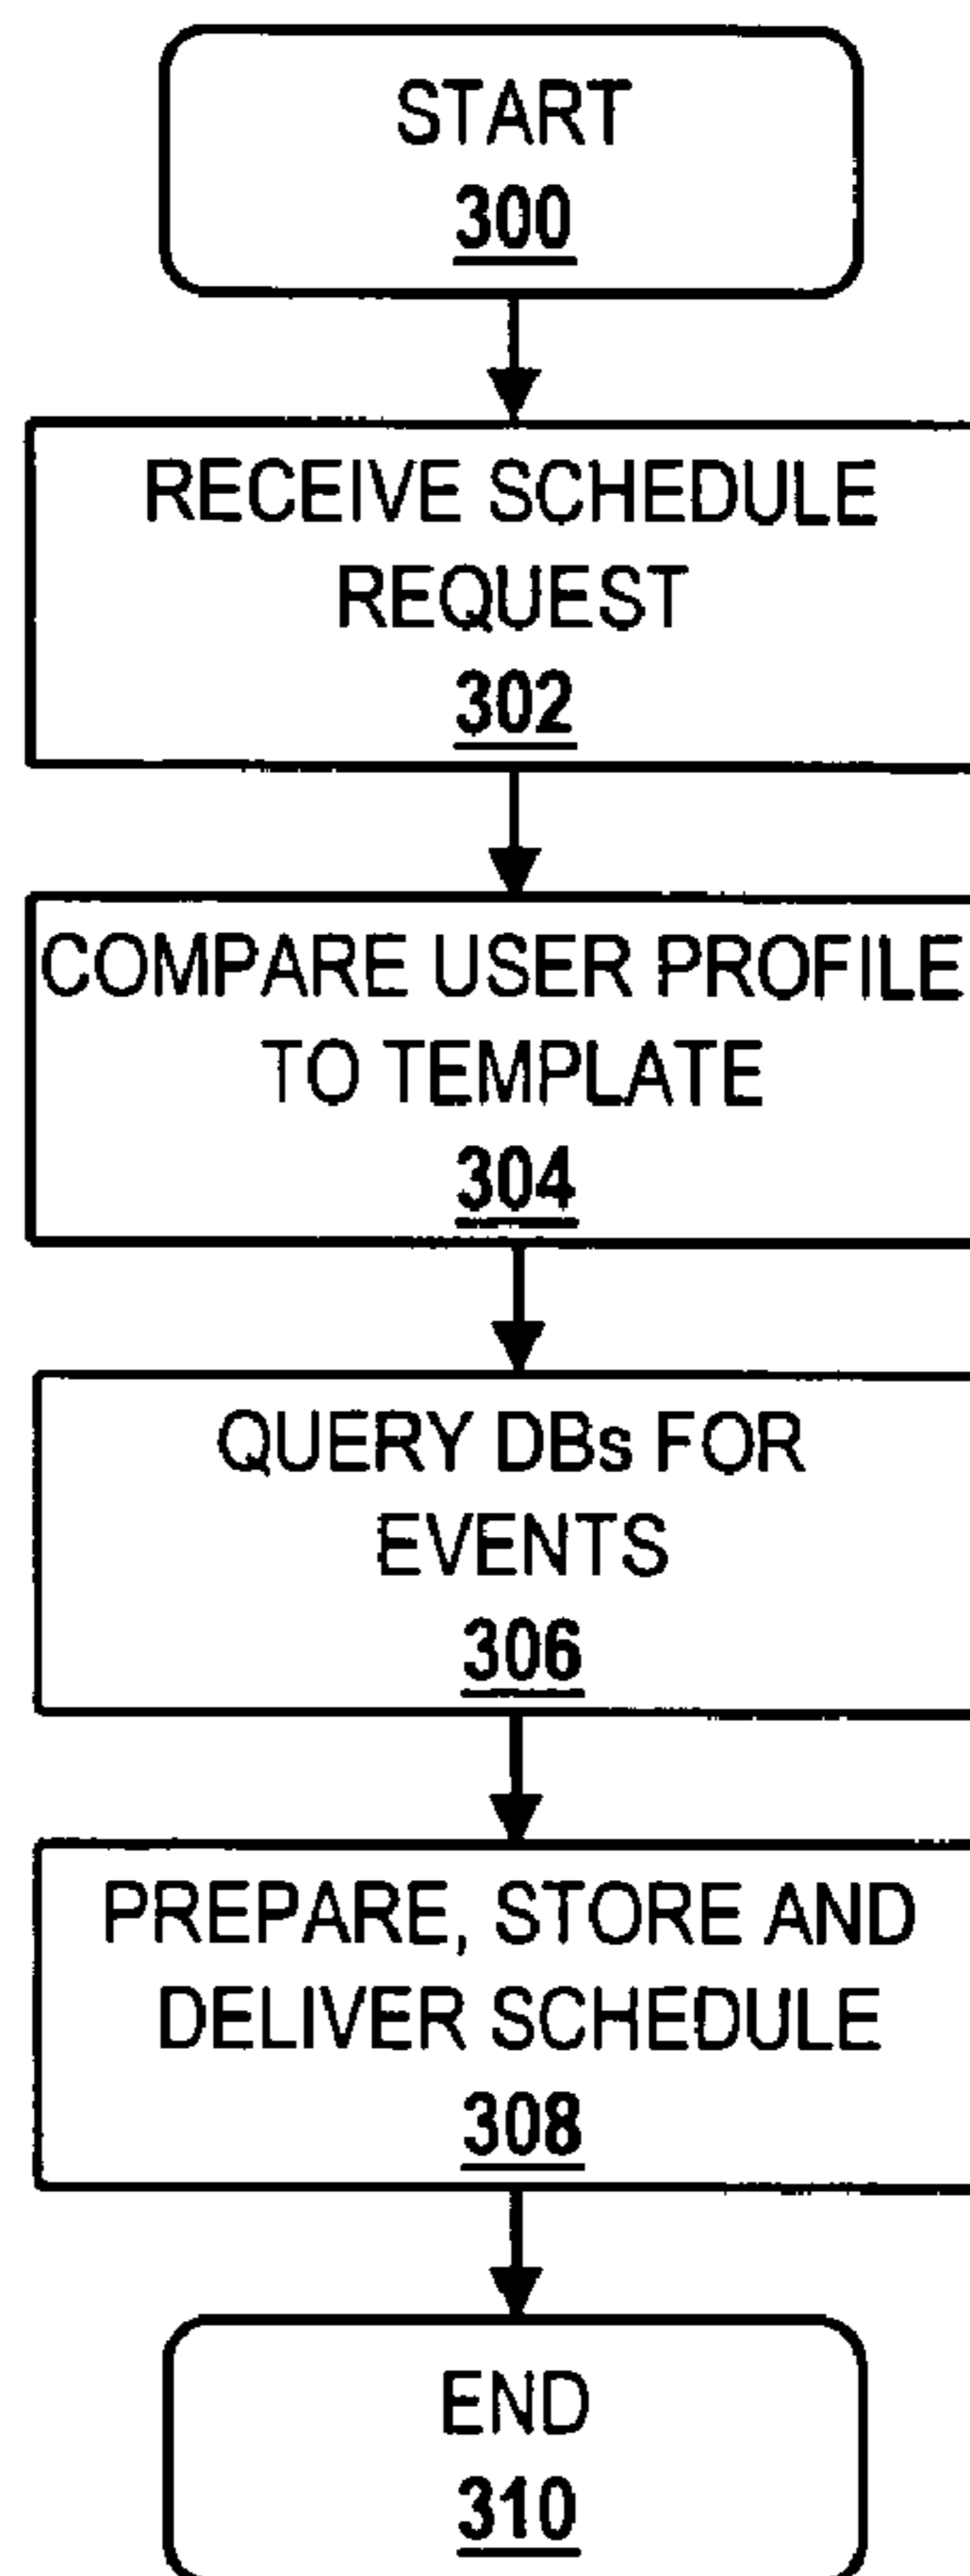 START
300
RECEIVE SCHEDULE
REQUEST
302
COMPARE USER PROFILE
TO TEMPLATE
304
QUERY DBs FOR
EVENTS
306
PREPARE, STORE AND
DELIVER SCHEDULE
308
END
310